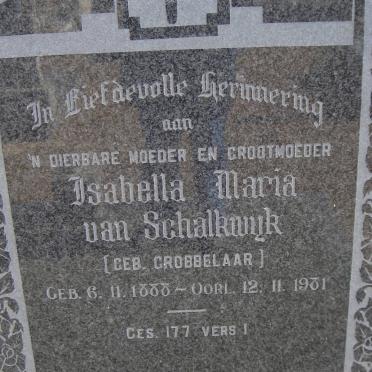 In Liefdevolle Herinnering
aan
'N DIERBARE MOEDER EN GROOTMOEDER
Isabella Maria
van Schalkwyk
[GEB. GROBBELAAR]
GEB. 6. 11. 1888 ~ OORL. 12. 11. 1981
GES. 177 VERS 1